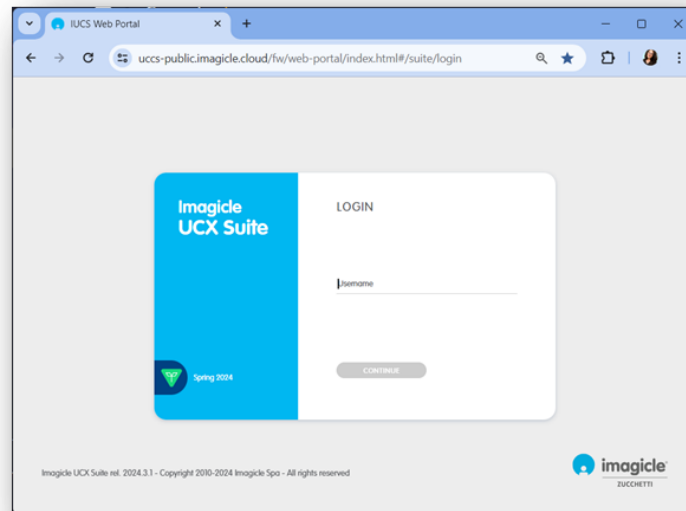 IUCS Web Portal
uccs-public.imagicle.cloud/fw/web-portal/index.html#/suite/login
Imagicle
UCX Suite
LOGIN
Username
CONTINUE
Spring 2024
Imagicle UCX Suite rel. 2024.3.1 - Copyright 2010-2024 Imagicle Spa - All rights reserved
imagicle
ZUCCHETTI